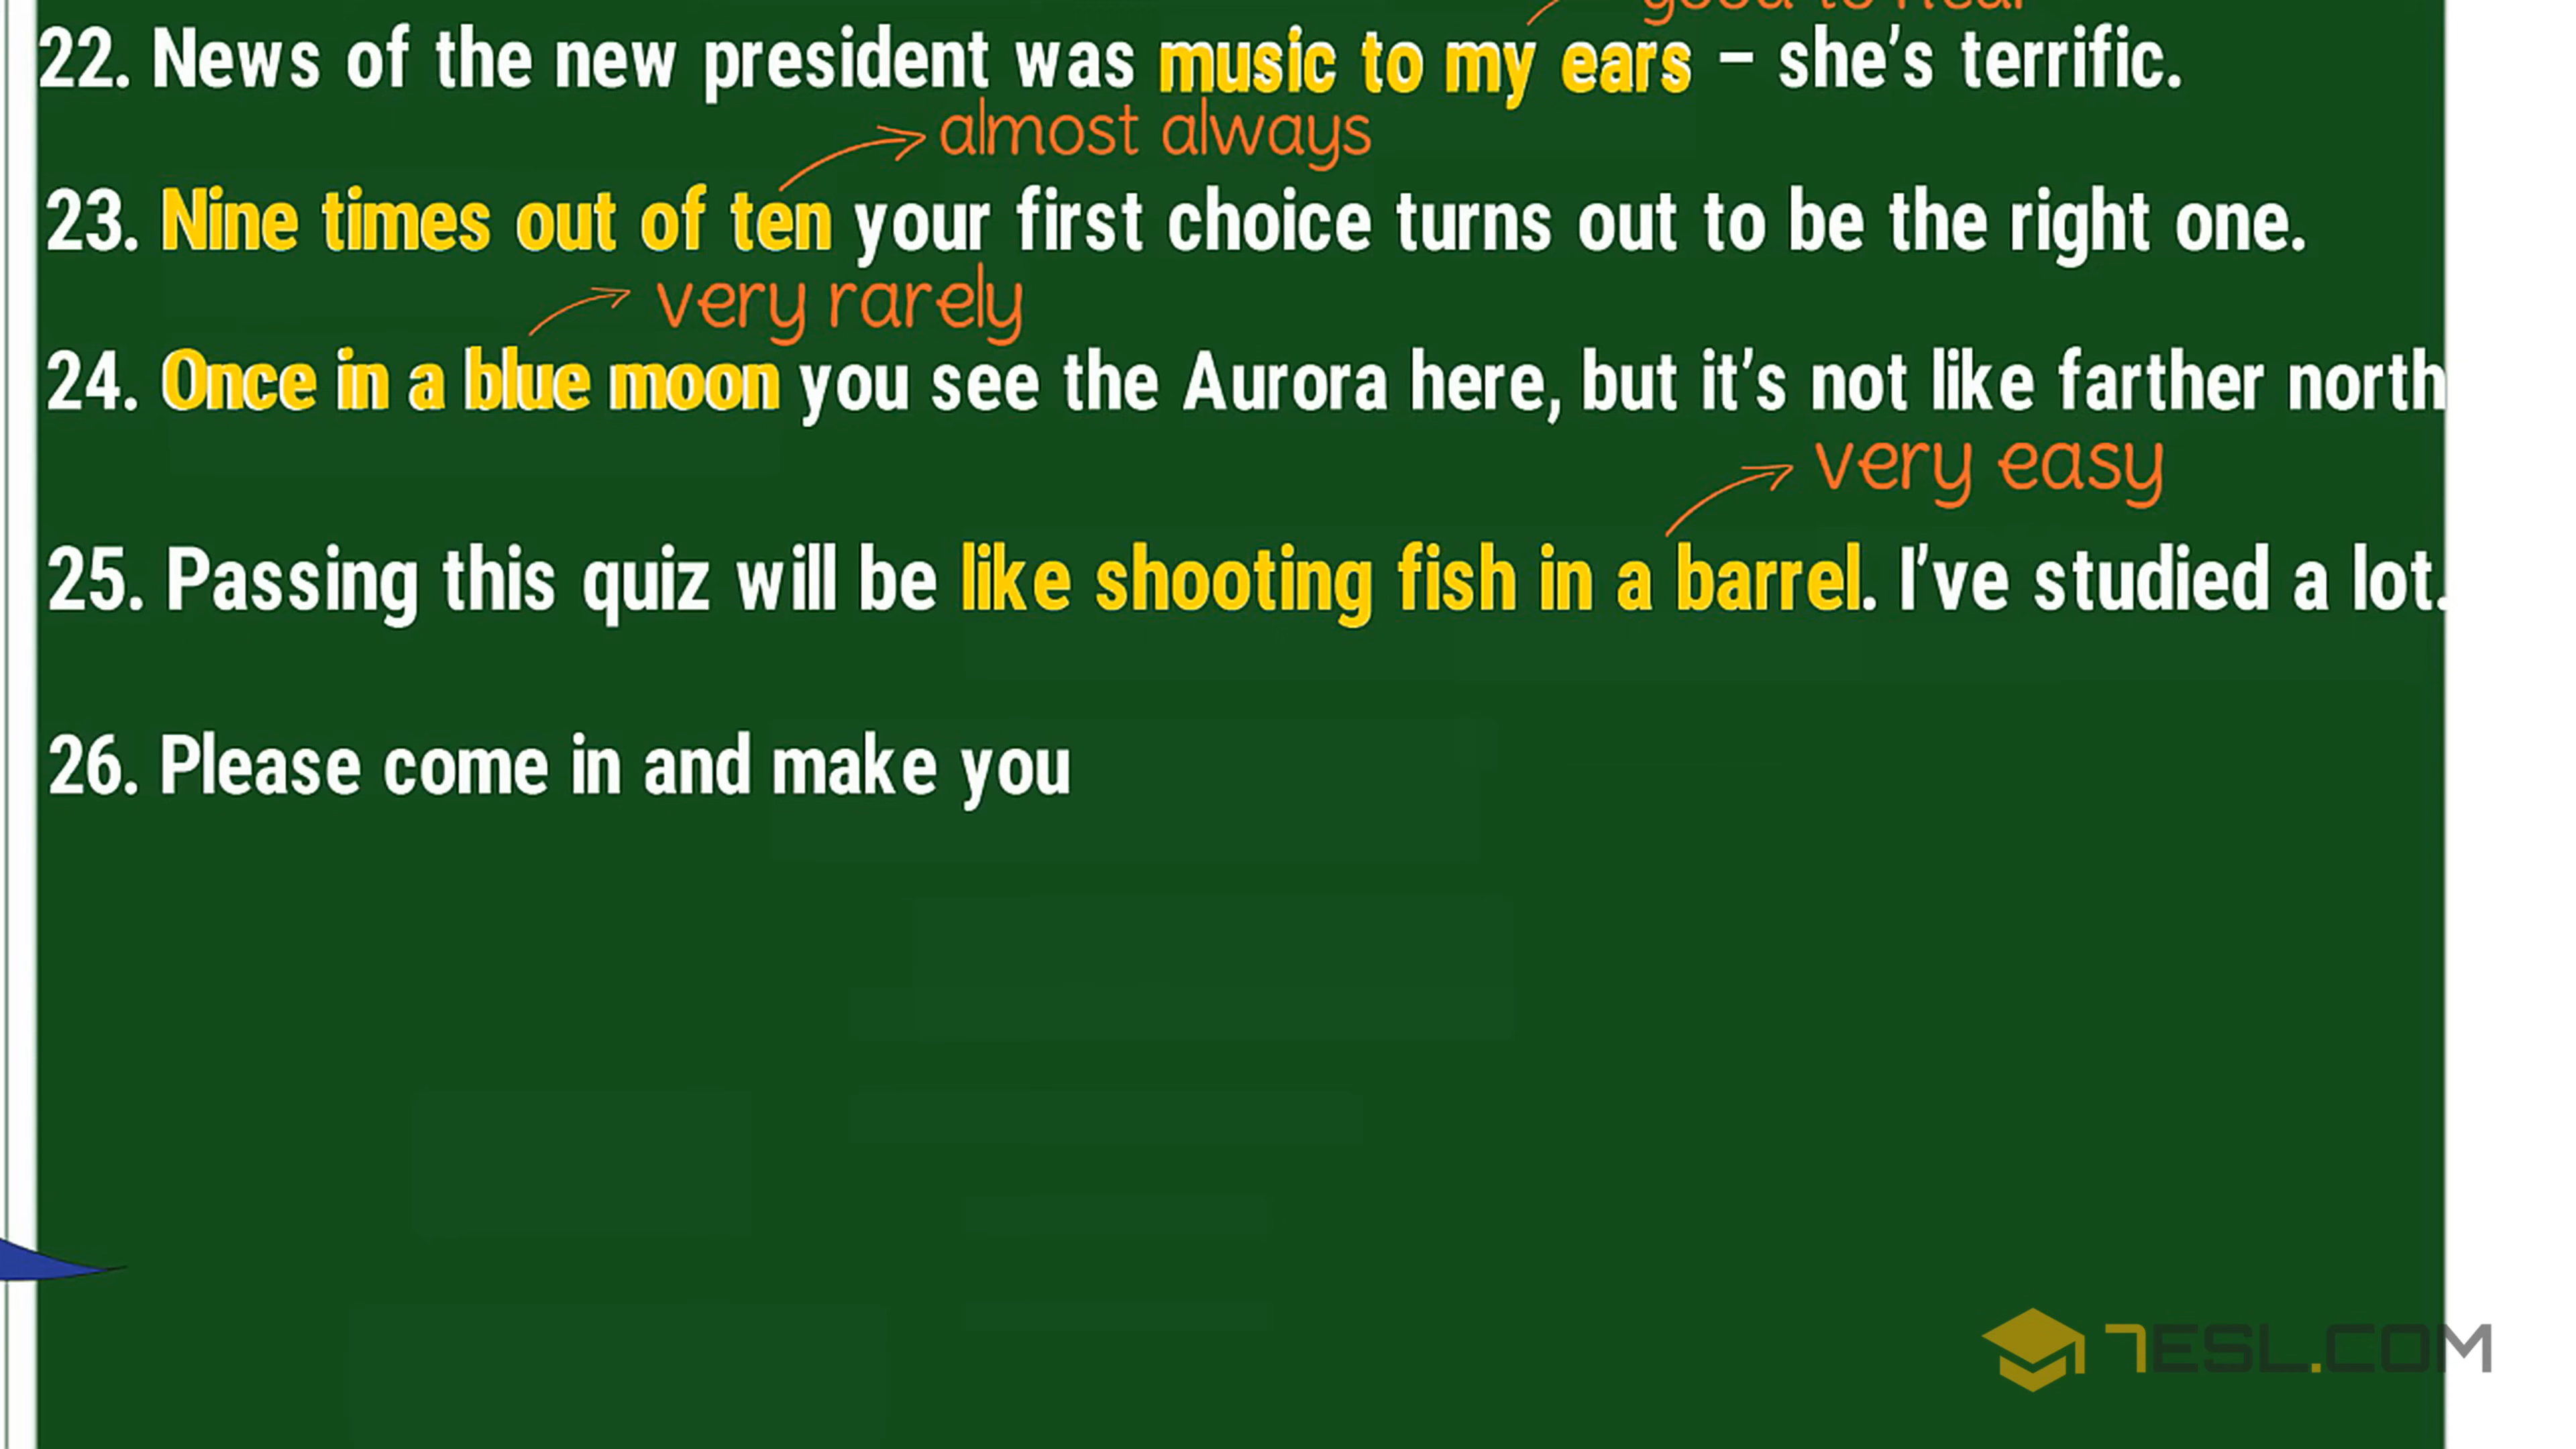 good to hear
22. News of the new president was music to my ears – she's terrific.
almost always
23. Nine times out of ten your first choice turns out to be the right one.
very rarely
24. Once in a blue moon you see the Aurora here, but it's not like farther north
very easy
25. Passing this quiz will be like shooting fish in a barrel. I've studied a lot.
26. Please come in and make you
7ESL.COM